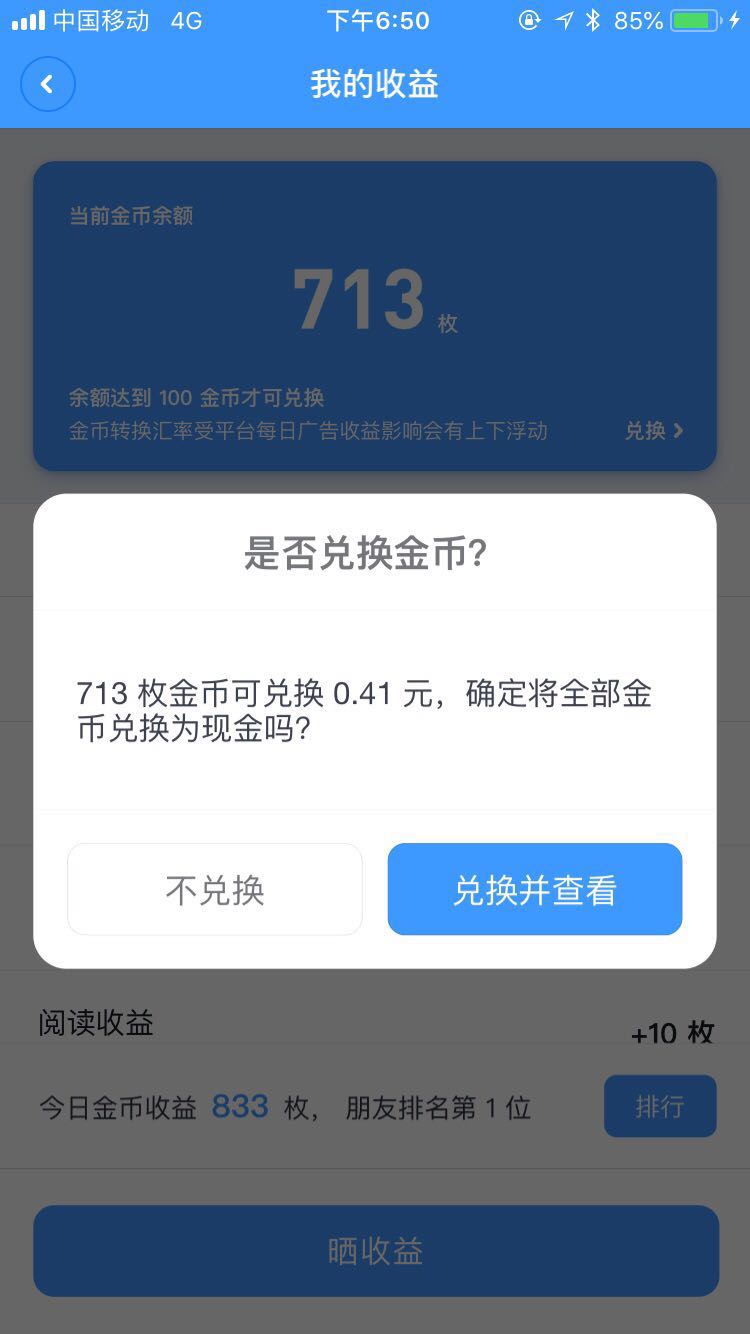 中国移动 4G 下午6:50 85%
我的收益
当前金币余额
713 枚
余额达到 100 金币才可兑换
金币转换汇率受平台每日广告收益影响会有上下浮动 兑换
是否兑换金币?
713 枚金币可兑换 0.41 元，确定将全部金
币兑换为现金吗?
不兑换 兑换并查看
阅读收益 +10 枚
今日金币收益 833 枚， 朋友排名第 1 位 排行
晒收益